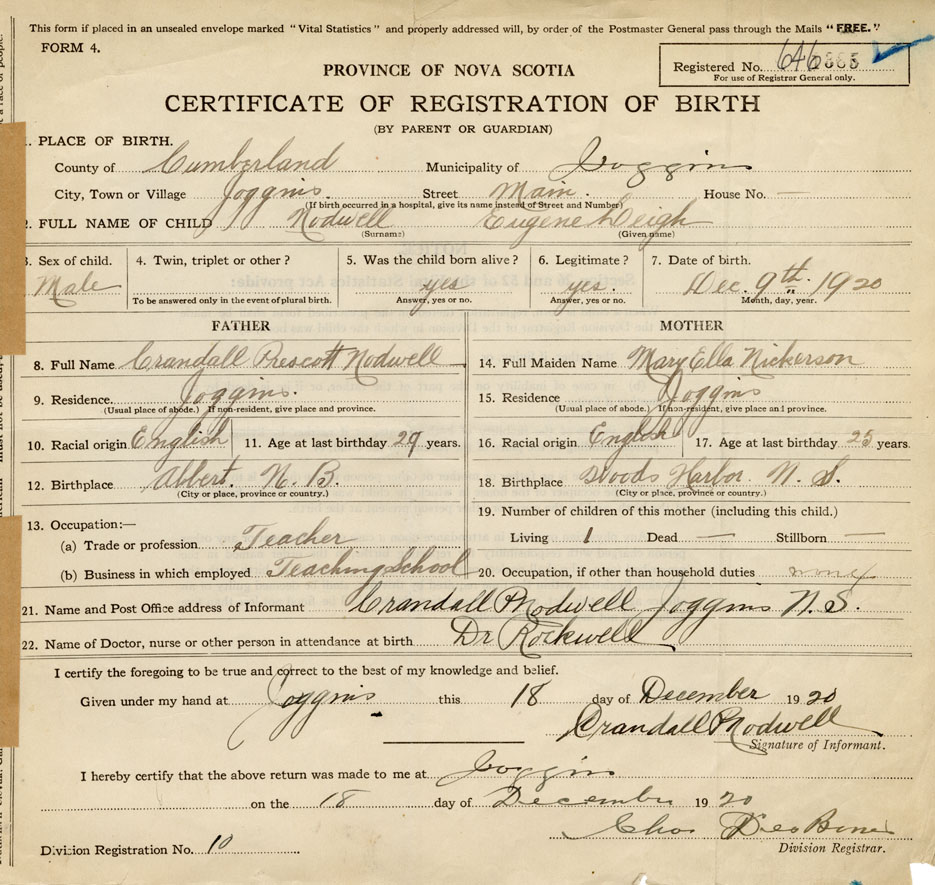 This form if placed in an unsealed envelope marked "Vital Statistics" and properly addressed will, by order of the Postmaster General pass through the Mails "FREE."
FORM 4.
Registered No. 646865
For use of Registrar General only.
PROVINCE OF NOVA SCOTIA
CERTIFICATE OF REGISTRATION OF BIRTH
(BY PARENT OR GUARDIAN)
1. PLACE OF BIRTH.
County of Cumberland Municipality of Joggins
City, Town or Village Joggins Street Main. House No. —
(If birth occurred in a hospital, give its name instead of Street and Number)
2. FULL NAME OF CHILD Nodwell Eugene Leigh
(Surname) (Given name)
3. Sex of child. 4. Twin, triplet or other? 5. Was the child born alive? 6. Legitimate? 7. Date of birth.
Male yes yes. Dec. 9th 1920
To be answered only in the event of plural birth. Answer, yes or no. Answer, yes or no. Month, day, year.
FATHER MOTHER
8. Full Name Crandall Prescott Nodwell 14. Full Maiden Name Mary Ella Nickerson
9. Residence. Joggins. 15. Residence Joggins
(Usual place of abode.) If non-resident, give place and province. (Usual place of abode.) If non-resident, give place and province.
10. Racial origin English 11. Age at last birthday 29 years. 16. Racial origin English 17. Age at last birthday 25 years.
12. Birthplace Albert. N. B. 18. Birthplace Woods Harbor. N. S.
(City or place, province or country.) (City or place, province or country.)
13. Occupation:— 19. Number of children of this mother (including this child.)
(a) Trade or profession Teacher Living 1 Dead — Stillborn —
(b) Business in which employed Teaching School 20. Occupation, if other than household duties none
21. Name and Post Office address of Informant Crandall P Nodwell Joggins N. S.
22. Name of Doctor, nurse or other person in attendance at birth Dr Rockwell
I certify the foregoing to be true and correct to the best of my knowledge and belief.
Given under my hand at Joggins this 18 day of December 1920
Crandall P Nodwell
Signature of Informant.
I hereby certify that the above return was made to me at Joggins
on the 18 day of December 1920
Chas
Division Registration No. 10 Division Registrar.